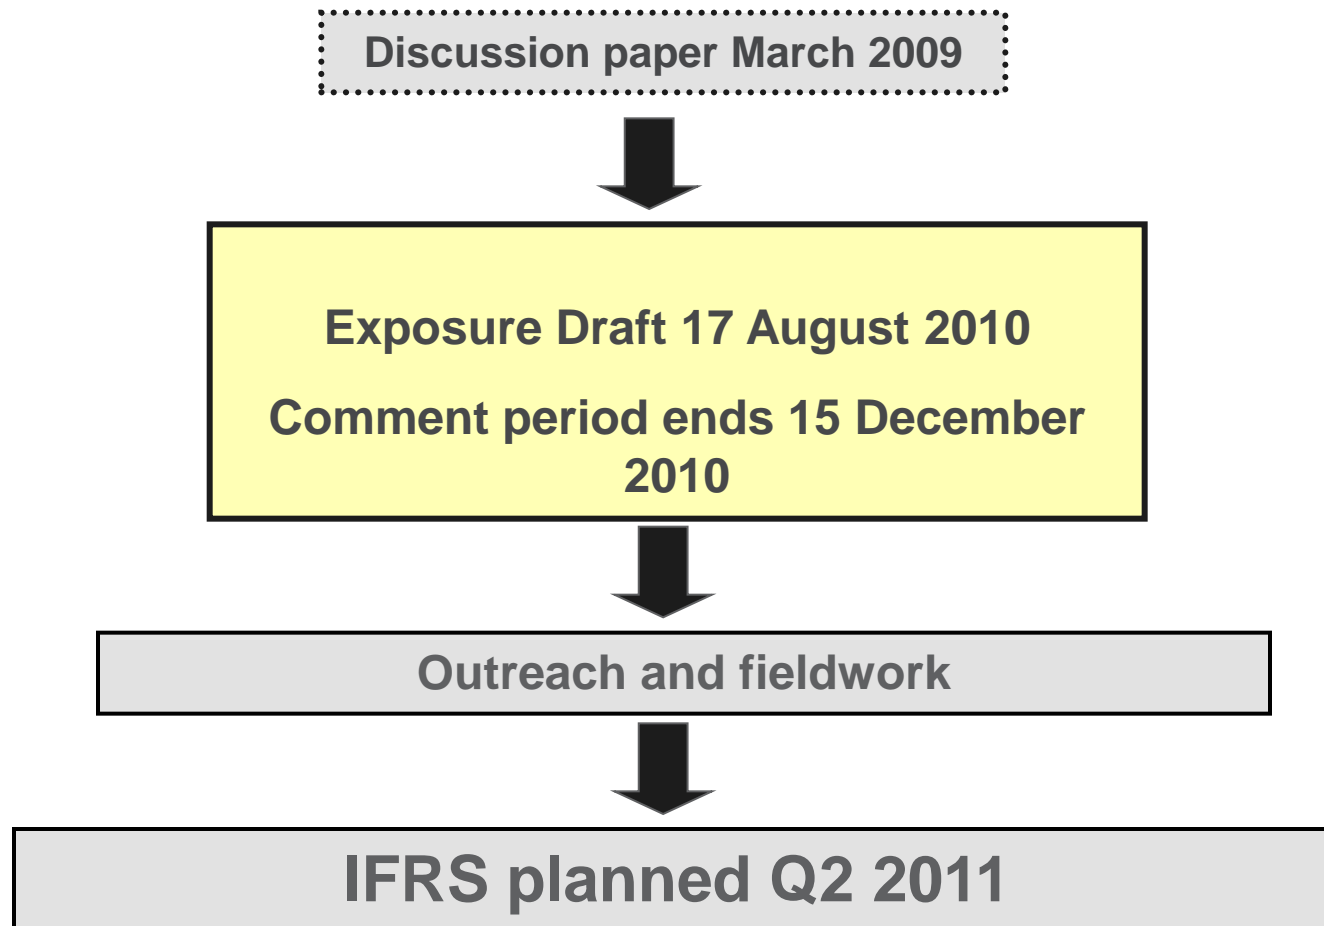 Discussion paper March 2009
Exposure Draft 17 August 2010
Comment period ends 15 December
2010
Outreach and fieldwork
IFRS planned Q2 2011